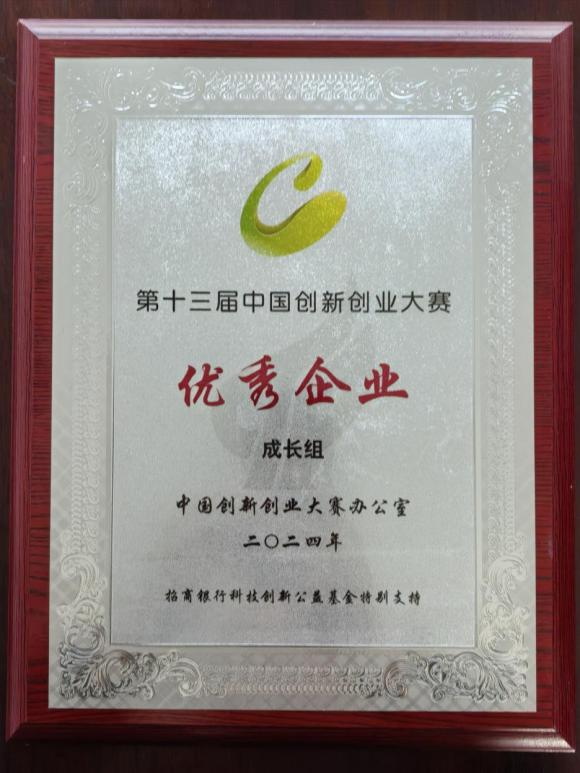 第十三届中国创新创业大赛
优秀企业
成长组
中国创新创业大赛办公室
二〇二四年
招商银行科技创新公益基金特别支持